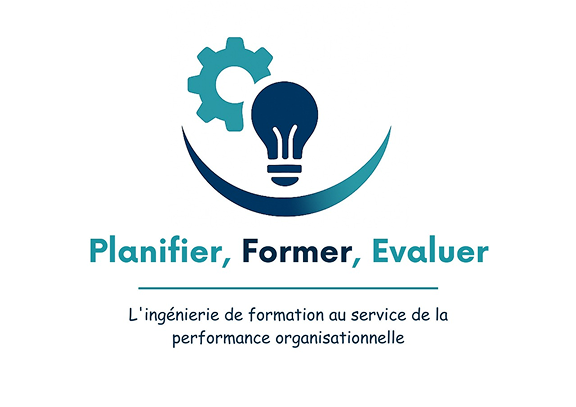 Planifier, Former, Evaluer
L'ingénierie de formation au service de la
performance organisationnelle